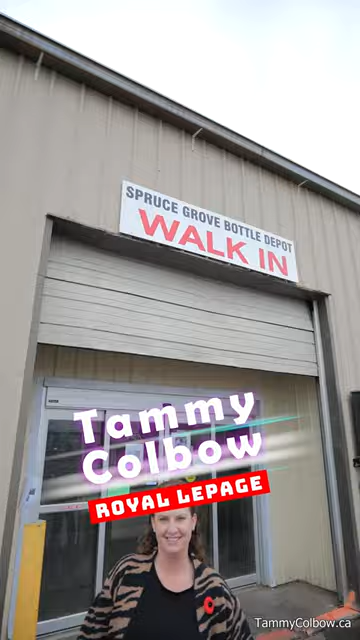 SPRUCE GROVE BOTTLE DEPOT
WALK IN
Tammy
Colbow
ROYAL LEPAGE
TammyColbow.ca